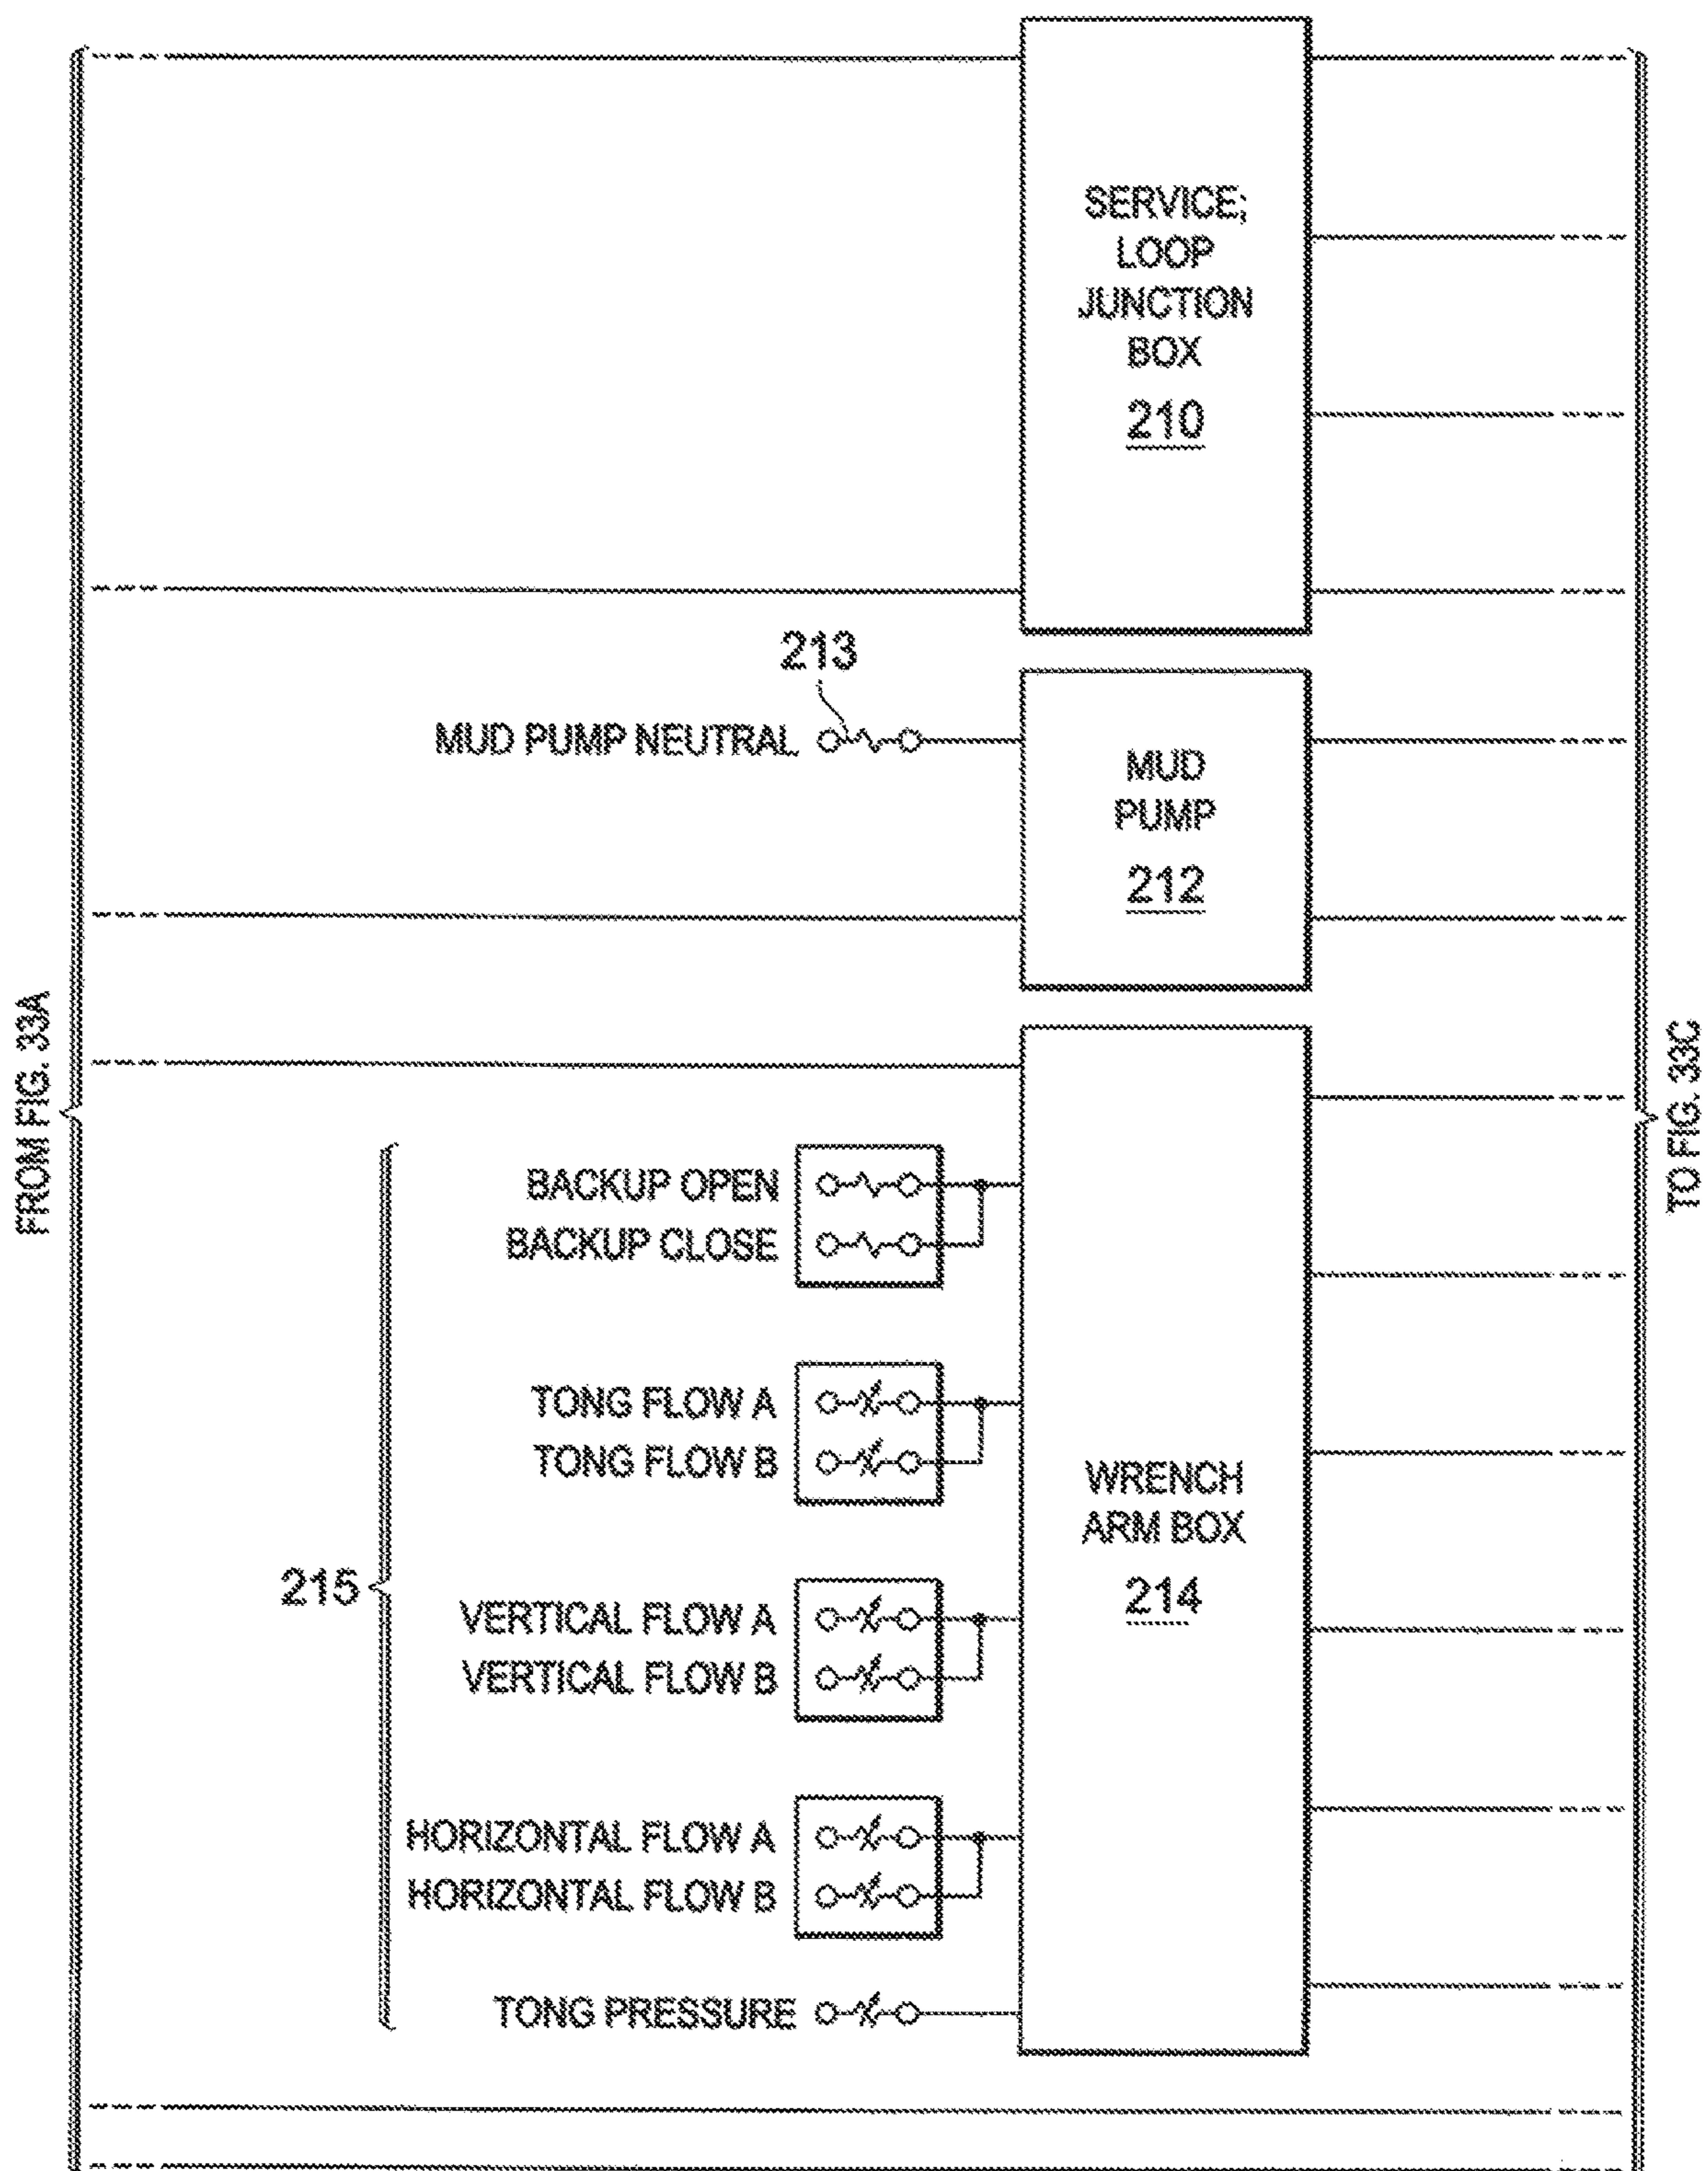 SERVICE;
LOOP
JUNCTION
BOX
210
213
MUD PUMP NEUTRAL
MUD
PUMP
212
FROM FIG. 33A
TO FIG. 33C
BACKUP OPEN
BACKUP CLOSE
TONG FLOW A
TONG FLOW B
WRENCH
ARM BOX
214
215
VERTICAL FLOW A
VERTICAL FLOW B
HORIZONTAL FLOW A
HORIZONTAL FLOW B
TONG PRESSURE